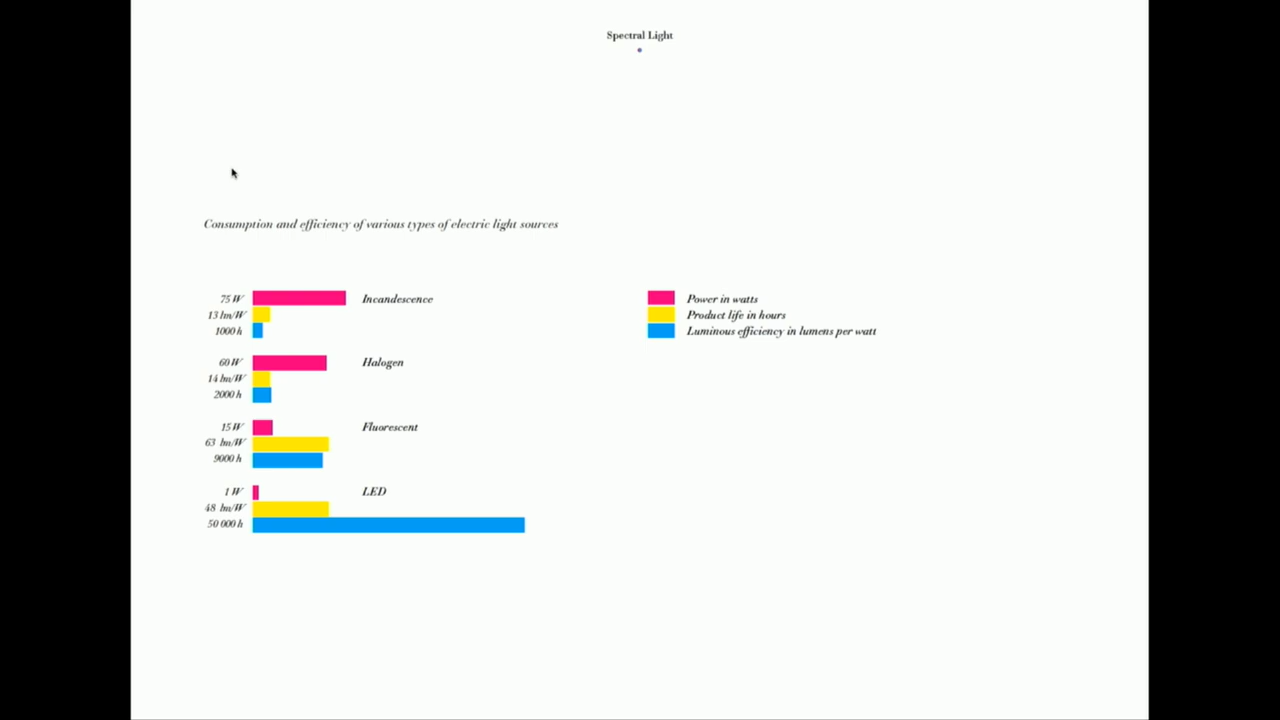 Spectral Light
Consumption and efficiency of various types of electric light sources
75 W
Incandescence
13 lm/W
1000 h
60 W
Halogen
14 lm/W
2000 h
15 W
Fluorescent
63 lm/W
9000 h
1 W
LED
48 lm/W
50 000 h
Power in watts
Product life in hours
Luminous efficiency in lumens per watt